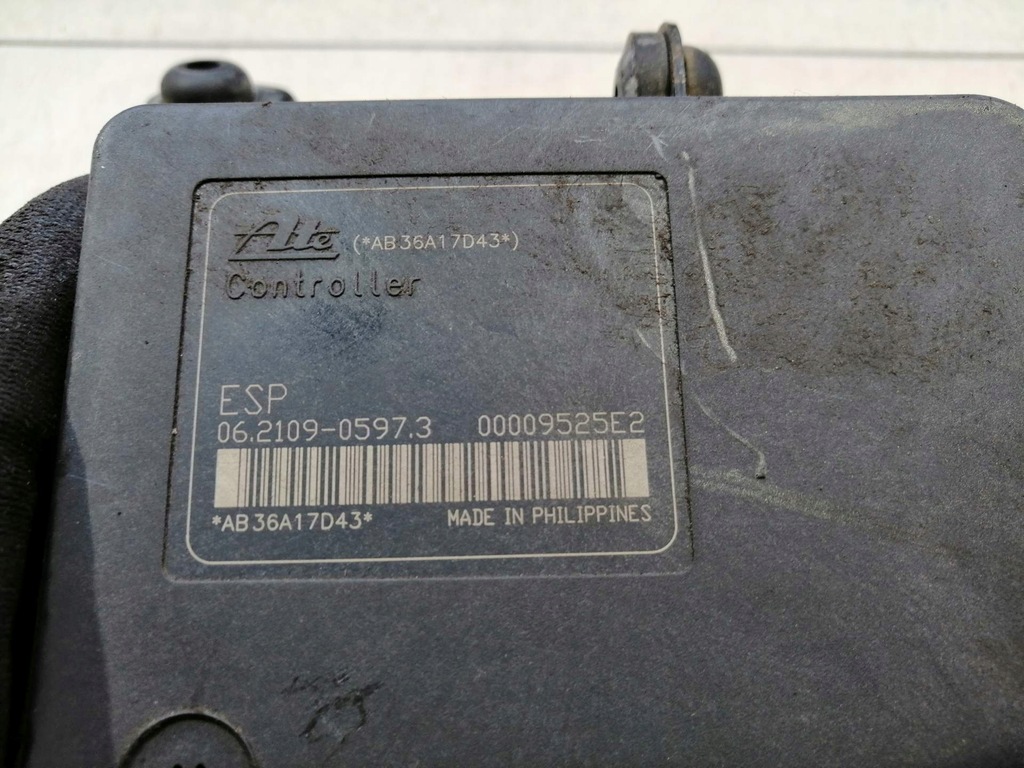 Ate (*AB36A17D43*)
Controller
ESP
06.2109-0597.3 00009525E2
*AB36A17D43* MADE IN PHILIPPINES